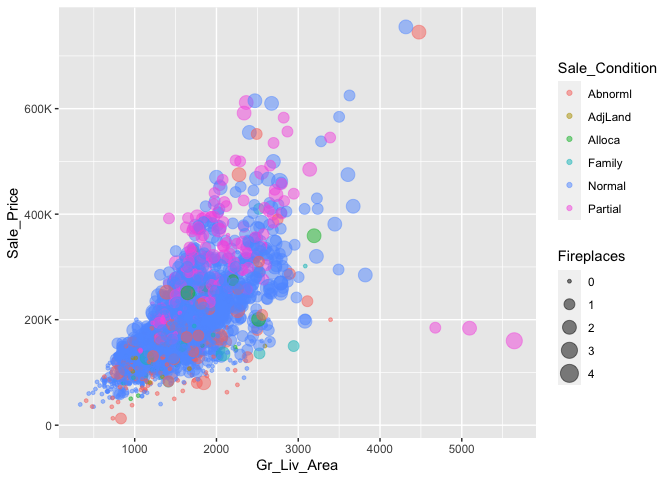 Sale_Price
600K
400K
200K
0
1000 2000 3000 4000 5000
Gr_Liv_Area
Sale_Condition
Abnorml
AdjLand
Alloca
Family
Normal
Partial
Fireplaces
0
1
2
3
4